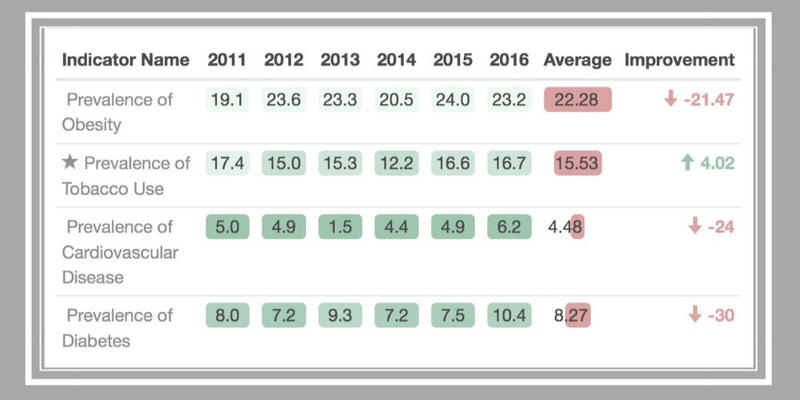 Indicator Name 2011 2012 2013 2014 2015 2016 Average Improvement
Prevalence of 19.1 23.6 23.3 20.5 24.0 23.2 22.28 ↓ -21.47
Obesity
★ Prevalence of 17.4 15.0 15.3 12.2 16.6 16.7 15.53 ↑ 4.02
Tobacco Use
Prevalence of 5.0 4.9 1.5 4.4 4.9 6.2 4.48 ↓ -24
Cardiovascular
Disease
Prevalence of 8.0 7.2 9.3 7.2 7.5 10.4 8.27 ↓ -30
Diabetes